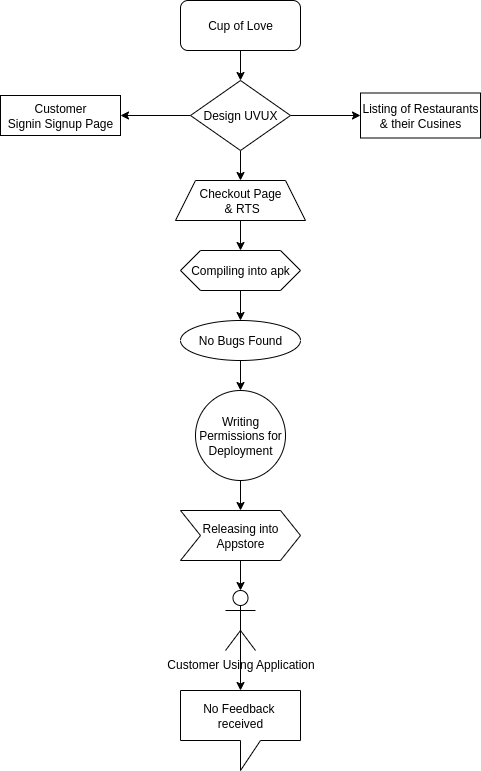 Cup of Love
Customer
Signin Signup Page
Design UVUX
Listing of Restaurants
& their Cusines
Checkout Page
& RTS
Compiling into apk
No Bugs Found
Writing
Permissions for
Deployment
Releasing into
Appstore
Customer Using Application
No Feedback
received